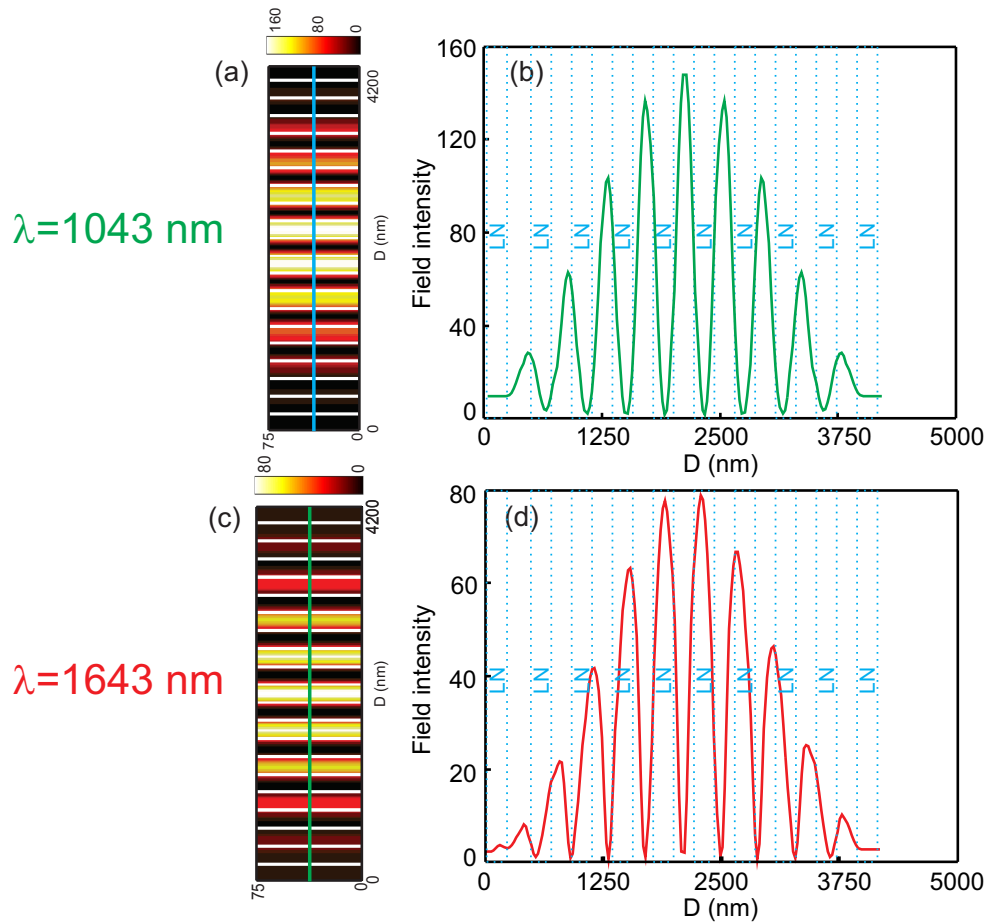 160 80 0
(a)
4200
D (nm)
75 0 0
λ=1043 nm
(b)
160
120
80
40
0
Field intensity
LN LN LN LN LN LN LN LN LN LN
0 1250 2500 3750 5000
D (nm)
80 40 0
(c)
4200
D (nm)
75 0 0
λ=1643 nm
(d)
80
60
40
20
0
Field intensity
LN LN LN LN LN LN LN LN LN LN
0 1250 2500 3750 5000
D (nm)